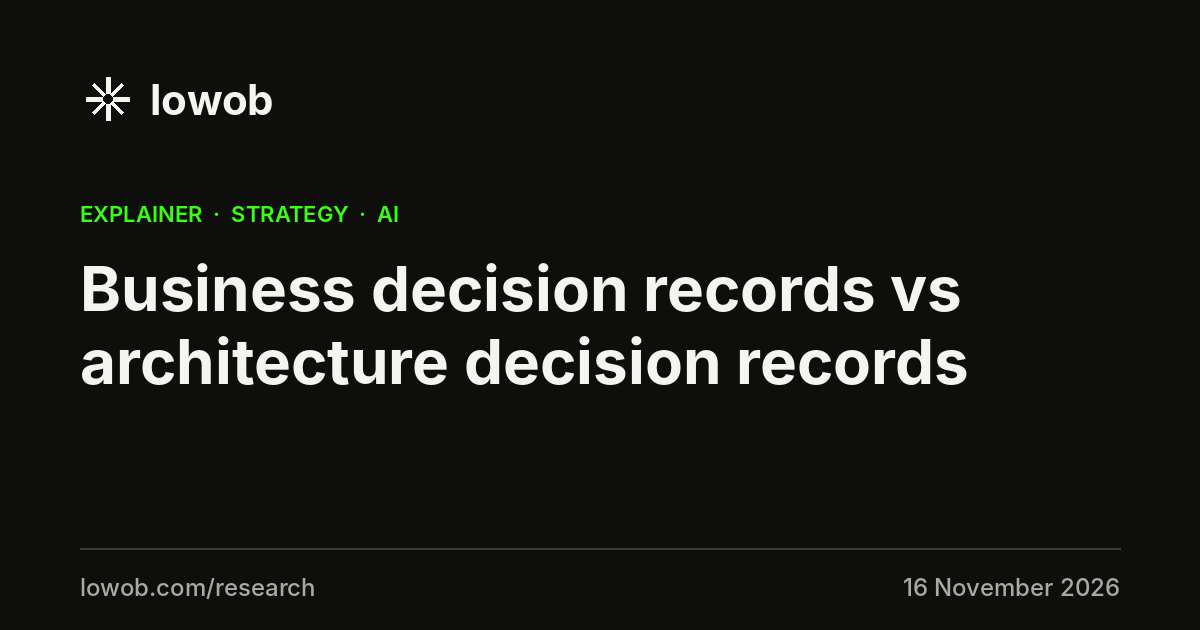 lowob
EXPLAINER · STRATEGY · AI
Business decision records vs
architecture decision records
lowob.com/research
16 November 2026